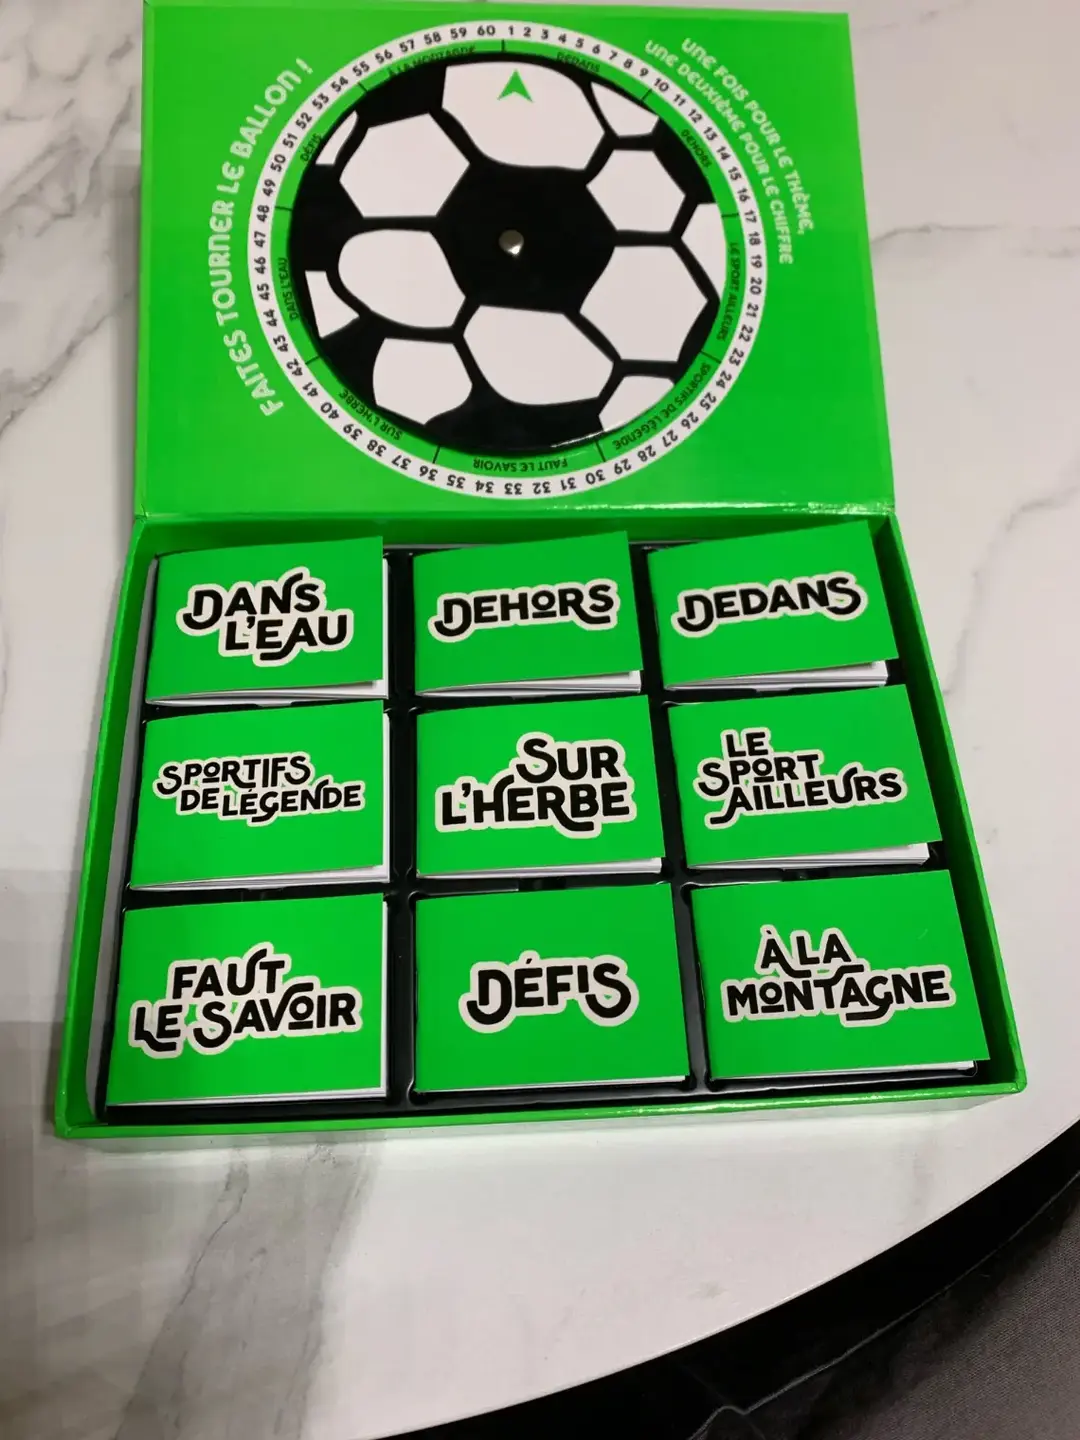 FAITES TOURNER LE BALLON !
UNE FOIS POUR LE THÈME,
UNE DEUXIÈME POUR LE CHIFFRE
1 2 3 4 5 6 7 8 9 10 11 12 13 14 15 16 17 18 19 20 21 22 23 24 25 26 27 28 29 30 31 32 33 34 35 36 37 38 39 40 41 42 43 44 45 46 47 48 49 50 51 52 53 54 55 56 57 58 59 60
DEDANS
DEHORS
LE SPORT AILLEURS
SPORTIFS DE LÉGENDE
FAUT LE SAVOIR
SUR L'HERBE
DANS L'EAU
DÉFIS
À LA MONTAGNE
DANS
L'EAU
DEHORS
DEDANS
SPORTIFS
DE LÉGENDE
SUR
L'HERBE
LE
SPORT
AILLEURS
FAUT
LE SAVOIR
DÉFIS
À LA
MONTAGNE